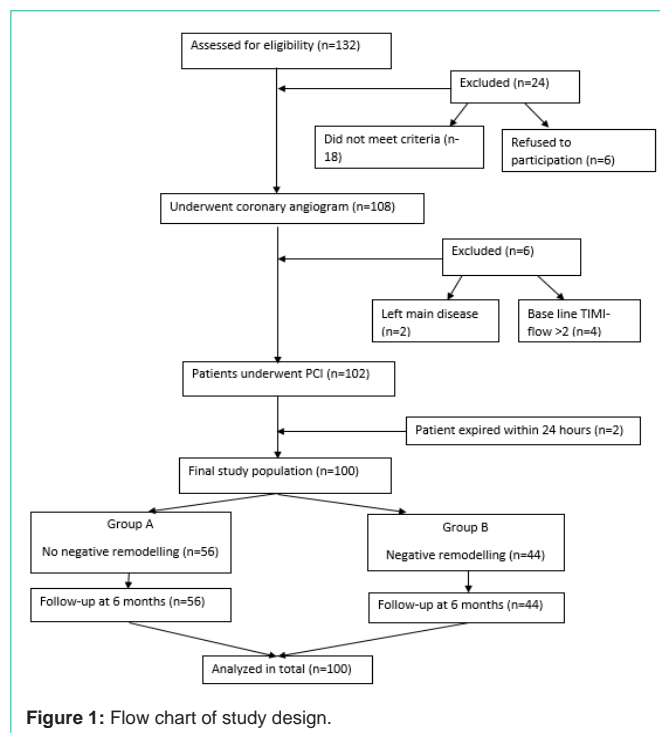 Assessed for eligibility (n=132)
Excluded (n=24)
Did not meet criteria (n-
18)
Refused to
participation (n=6)
Underwent coronary angiogram (n=108)
Excluded (n=6)
Left main disease
(n=2)
Base line TIMI-
flow >2 (n=4)
Patients underwent PCI (n=102)
Patient expired within 24 hours (n=2)
Final study population (n=100)
Group A
No negative remodelling (n=56)
Group B
Negative remodelling (n=44)
Follow-up at 6 months (n=56)
Follow-up at 6 months (n=44)
Analyzed in total (n=100)
Figure 1: Flow chart of study design.